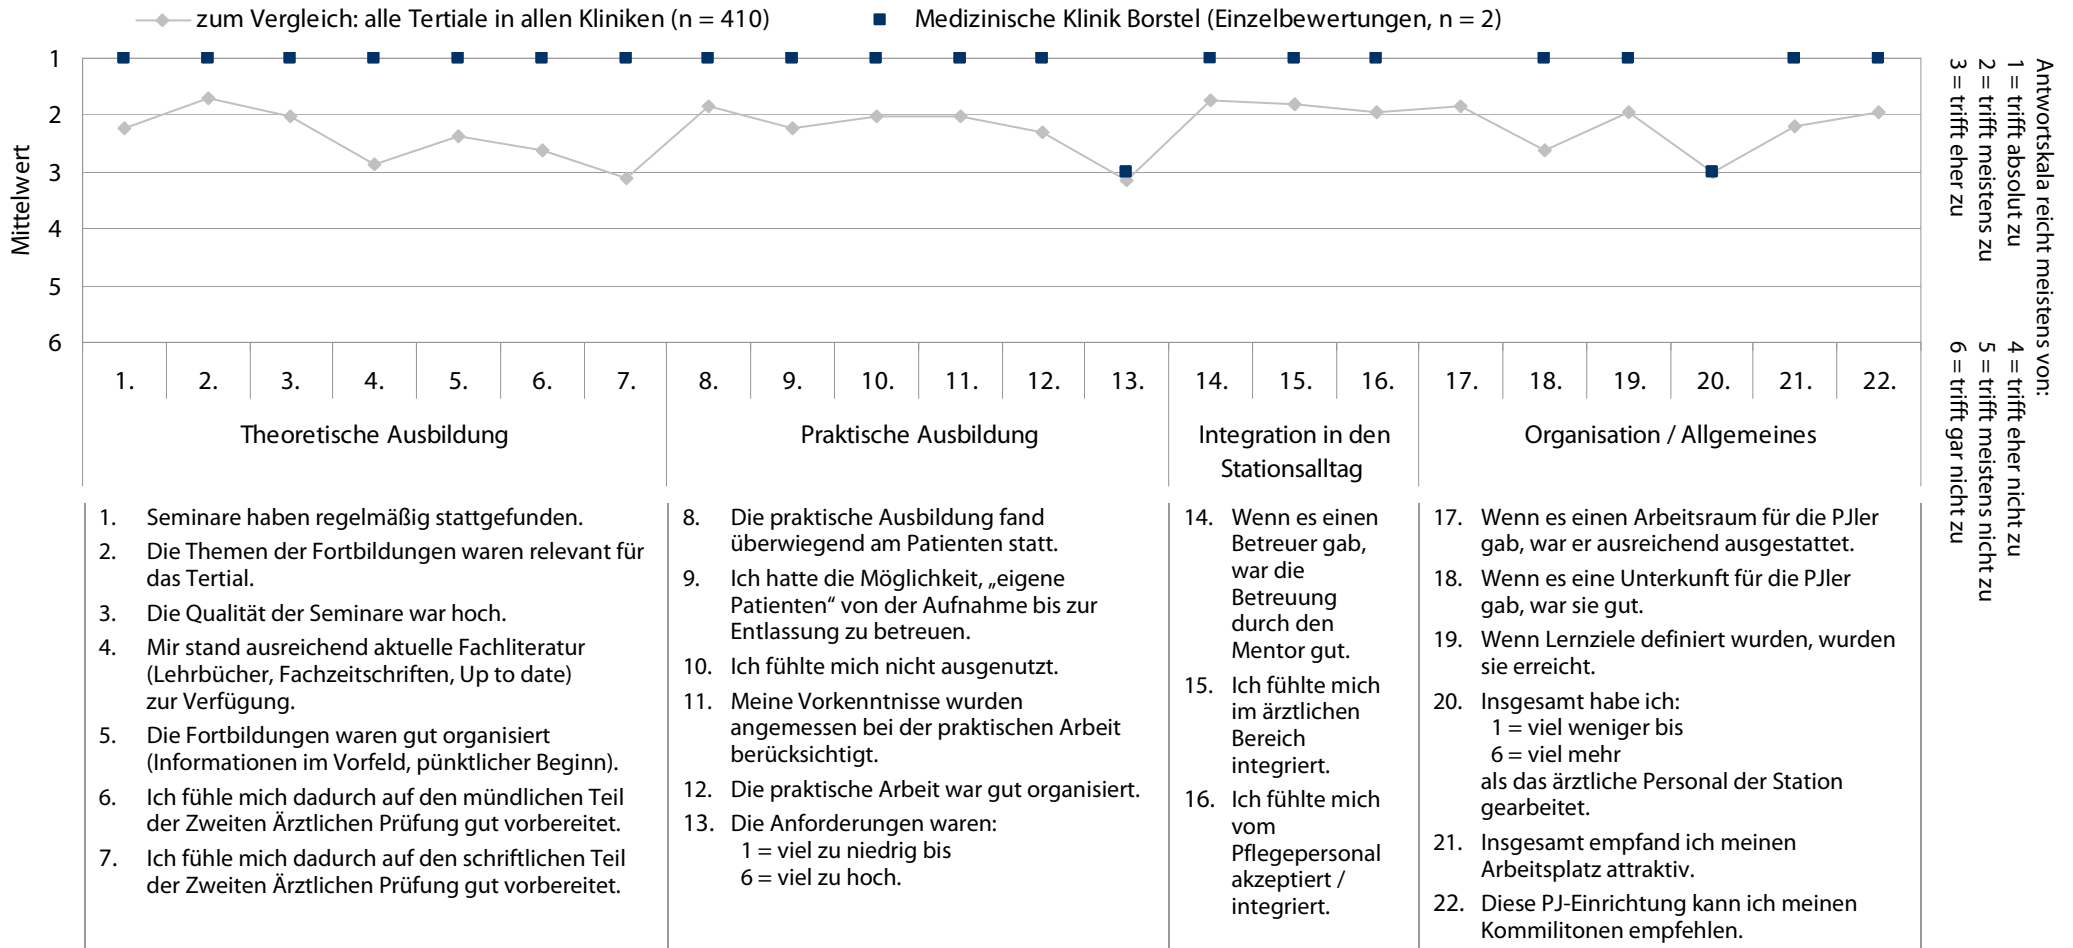 zum Vergleich: alle Tertiale in allen Kliniken (n = 410)
Medizinische Klinik Borstel (Einzelbewertungen, n = 2)
Mittelwert
1
2
3
4
5
6
1. 2. 3. 4. 5. 6. 7. 8. 9. 10. 11. 12. 13. 14. 15. 16. 17. 18. 19. 20. 21. 22.
Theoretische Ausbildung
Praktische Ausbildung
Integration in den
Stationsalltag
Organisation / Allgemeines
1. Seminare haben regelmäßig stattgefunden.
2. Die Themen der Fortbildungen waren relevant für
das Tertial.
3. Die Qualität der Seminare war hoch.
4. Mir stand ausreichend aktuelle Fachliteratur
(Lehrbücher, Fachzeitschriften, Up to date)
zur Verfügung.
5. Die Fortbildungen waren gut organisiert
(Informationen im Vorfeld, pünktlicher Beginn).
6. Ich fühle mich dadurch auf den mündlichen Teil
der Zweiten Ärztlichen Prüfung gut vorbereitet.
7. Ich fühle mich dadurch auf den schriftlichen Teil
der Zweiten Ärztlichen Prüfung gut vorbereitet.
8. Die praktische Ausbildung fand
überwiegend am Patienten statt.
9. Ich hatte die Möglichkeit, „eigene
Patienten“ von der Aufnahme bis zur
Entlassung zu betreuen.
10. Ich fühlte mich nicht ausgenutzt.
11. Meine Vorkenntnisse wurden
angemessen bei der praktischen Arbeit
berücksichtigt.
12. Die praktische Arbeit war gut organisiert.
13. Die Anforderungen waren:
1 = viel zu niedrig bis
6 = viel zu hoch.
14. Wenn es einen
Betreuer gab,
war die
Betreuung
durch den
Mentor gut.
15. Ich fühlte mich
im ärztlichen
Bereich
integriert.
16. Ich fühlte mich
vom
Pflegepersonal
akzeptiert /
integriert.
17. Wenn es einen Arbeitsraum für die PJler
gab, war er ausreichend ausgestattet.
18. Wenn es eine Unterkunft für die PJler
gab, war sie gut.
19. Wenn Lernziele definiert wurden, wurden
sie erreicht.
20. Insgesamt habe ich:
1 = viel weniger bis
6 = viel mehr
als das ärztliche Personal der Station
gearbeitet.
21. Insgesamt empfand ich meinen
Arbeitsplatz attraktiv.
22. Diese PJ-Einrichtung kann ich meinen
Kommilitonen empfehlen.
Antwortskala reicht meistens von:
1 = trifft absolut zu
2 = trifft meistens zu
3 = trifft eher zu
4 = trifft eher nicht zu
5 = trifft meistens nicht zu
6 = trifft gar nicht zu